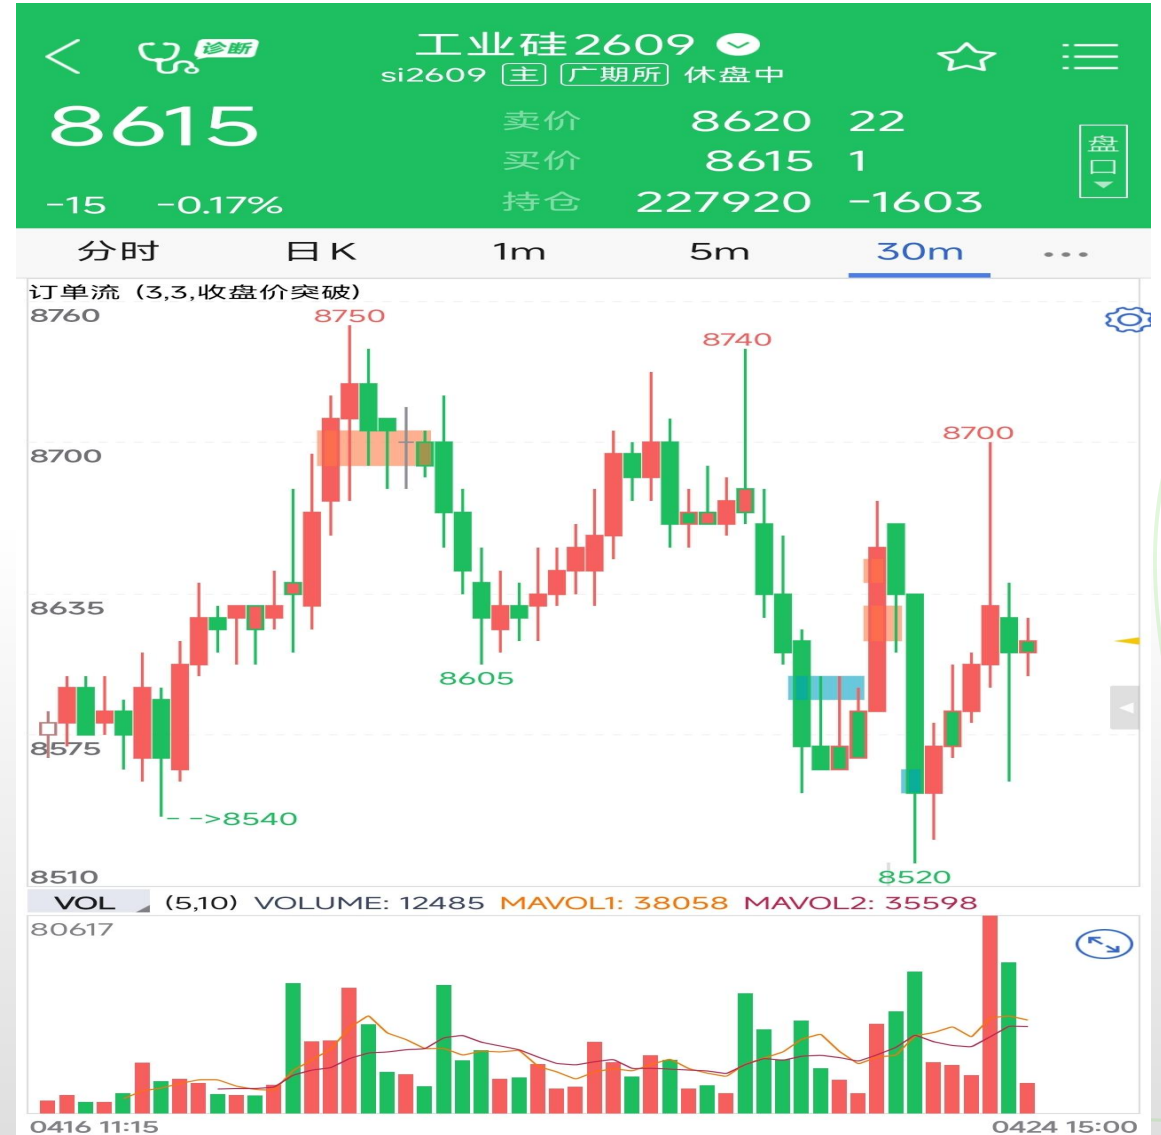 诊断 工业硅2609
si2609 主 广期所 休盘中
8615 卖价 8620 22
买价 8615 1
盘口
-15 -0.17% 持仓 227920 -1603
分时 日K 1m 5m 30m
订单流 (3,3,收盘价突破)
8760 8750
8740
8700
8700
8635
8605
8575
- ->8540
8510 8520
VOL (5,10) VOLUME: 12485 MAVOL1: 38058 MAVOL2: 35598
80617
0416 11:15 0424 15:00